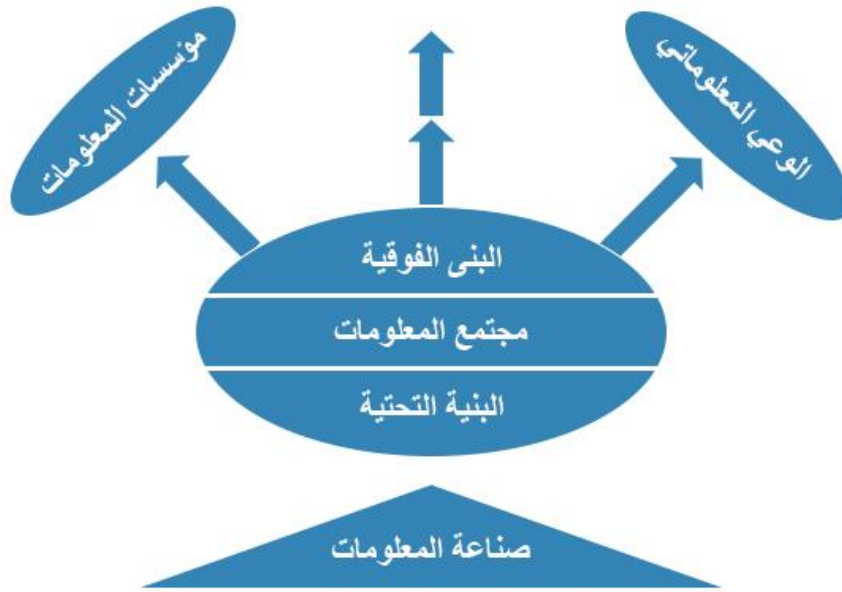 الوعي المعلوماتي
مؤسسات المعلومات
البنى الفوقية
مجتمع المعلومات
البنية التحتية
صناعة المعلومات